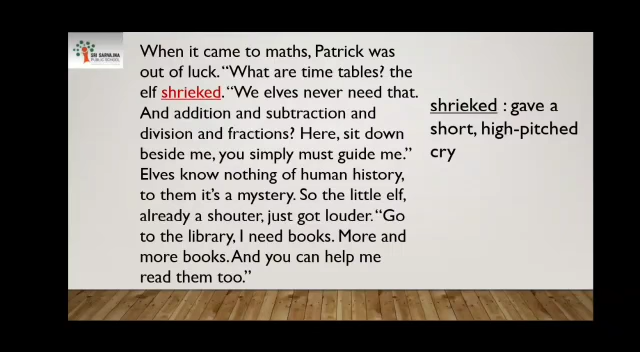 SRI SARVAJNA
PUBLIC SCHOOL
When it came to maths, Patrick was
out of luck. “What are time tables? the
elf shrieked. “We elves never need that.
And addition and subtraction and
division and fractions? Here, sit down
beside me, you simply must guide me.”
Elves know nothing of human history,
to them it’s a mystery. So the little elf,
already a shouter, just got louder. “Go
to the library, I need books. More and
more books. And you can help me
read them too.”
shrieked : gave a
short, high-pitched
cry